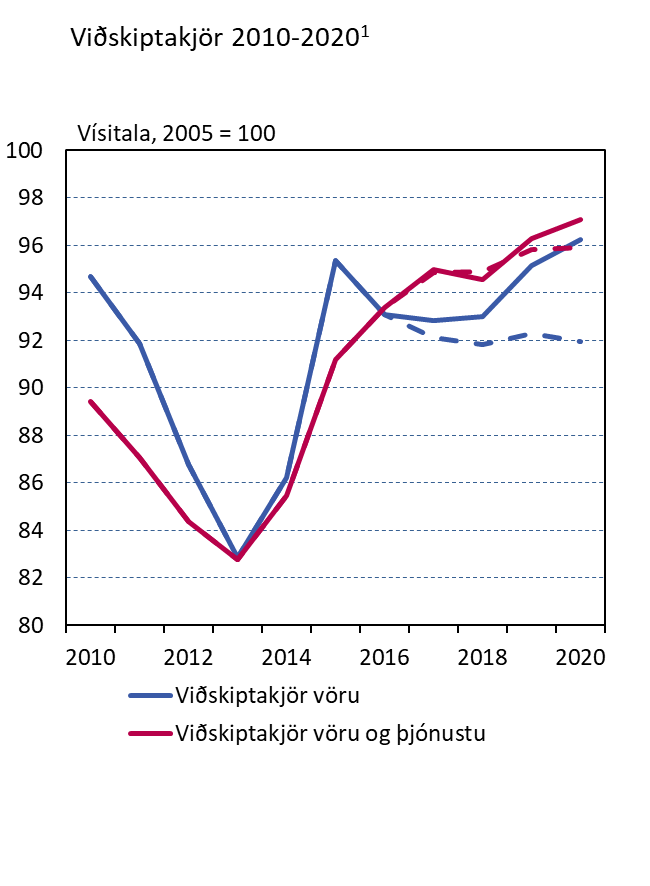 Viðskiptakjör 2010-2020¹
Vísitala, 2005 = 100
100
98
96
94
92
90
88
86
84
82
80
2010 2012 2014 2016 2018 2020
Viðskiptakjör vöru
Viðskiptakjör vöru og þjónustu